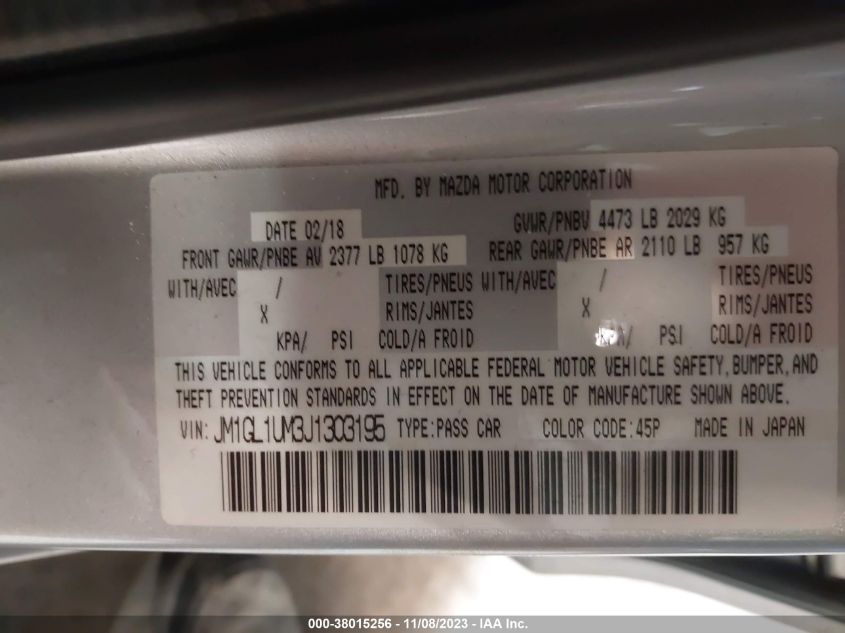 MFD. BY MAZDA MOTOR CORPORATION
DATE 02/18 GVWR/PNBV 4473 LB 2029 KG
FRONT GAWR/PNBE AV 2377 LB 1078 KG REAR GAWR/PNBE AR 2110 LB 957 KG
WITH/AVEC / TIRES/PNEUS WITH/AVEC / TIRES/PNEUS
X RIMS/JANTES X RIMS/JANTES
KPA/ PSI COLD/A FROID KPA/ PSI COLD/A FROID
THIS VEHICLE CONFORMS TO ALL APPLICABLE FEDERAL MOTOR VEHICLE SAFETY, BUMPER, AND
THEFT PREVENTION STANDARDS IN EFFECT ON THE DATE OF MANUFACTURE SHOWN ABOVE.
VIN: JM1GL1UM3J1303195 TYPE:PASS CAR COLOR CODE:45P MADE IN JAPAN
000-38015256 - 11/08/2023 - IAA Inc.